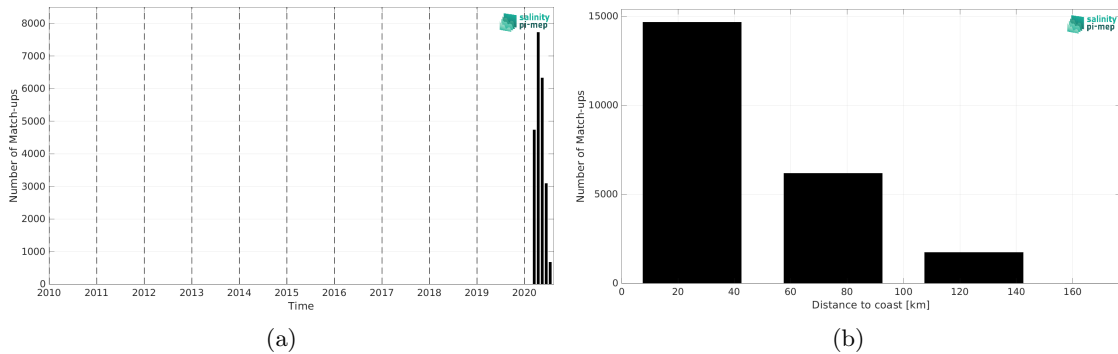 salinity
pi-mep
8000
7000
6000
5000
4000
3000
2000
1000
0
Number of Match-ups
2010 2011 2012 2013 2014 2015 2016 2017 2018 2019 2020
Time
(a)
salinity
pi-mep
15000
10000
5000
0
Number of Match-ups
0 20 40 60 80 100 120 140 160
Distance to coast [km]
(b)